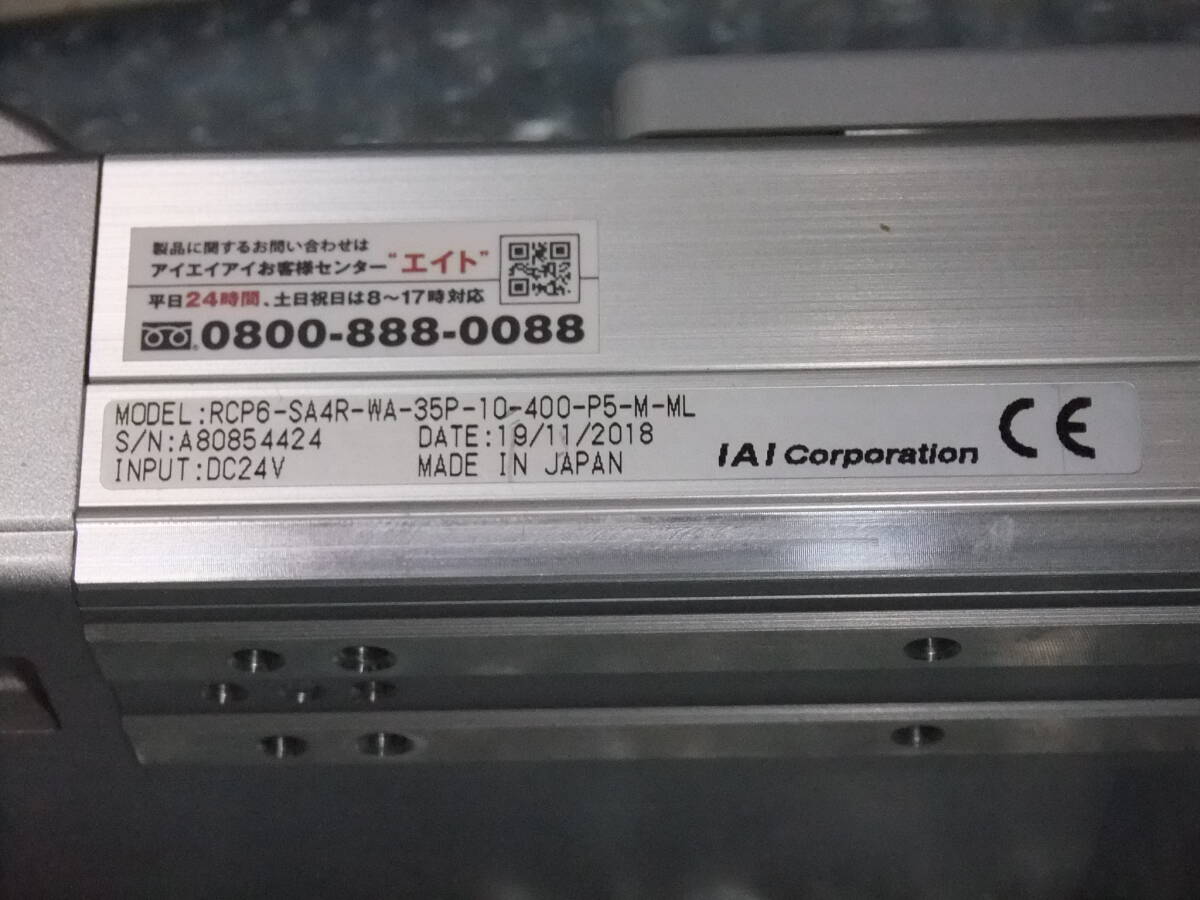 製品に関するお問い合わせは
アイエイアイお客様センター"エイト"
平日24時間、土日祝日は8～17時対応
0800-888-0088
MODEL:RCP6-SA4R-WA-35P-10-400-P5-M-ML
S/N:A80854424 DATE:19/11/2018
INPUT:DC24V MADE IN JAPAN
IAI Corporation CE